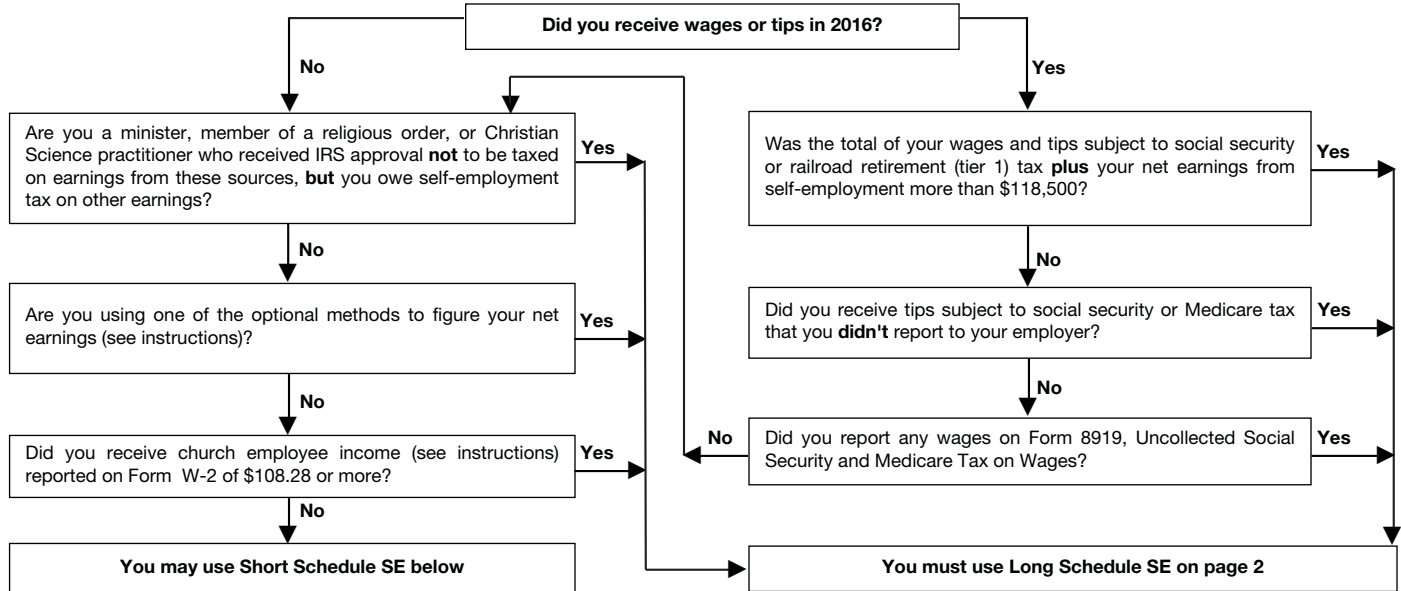 Did you receive wages or tips in 2016?
No
Yes
Are you a minister, member of a religious order, or Christian
Science practitioner who received IRS approval not to be taxed
on earnings from these sources, but you owe self-employment
tax on other earnings?
Yes
Was the total of your wages and tips subject to social security
or railroad retirement (tier 1) tax plus your net earnings from
self-employment more than $118,500?
Yes
No
No
Are you using one of the optional methods to figure your net
earnings (see instructions)?
Yes
Did you receive tips subject to social security or Medicare tax
that you didn't report to your employer?
Yes
No
No
Did you receive church employee income (see instructions)
reported on Form W-2 of $108.28 or more?
Yes
No
Did you report any wages on Form 8919, Uncollected Social
Security and Medicare Tax on Wages?
Yes
No
You may use Short Schedule SE below
You must use Long Schedule SE on page 2